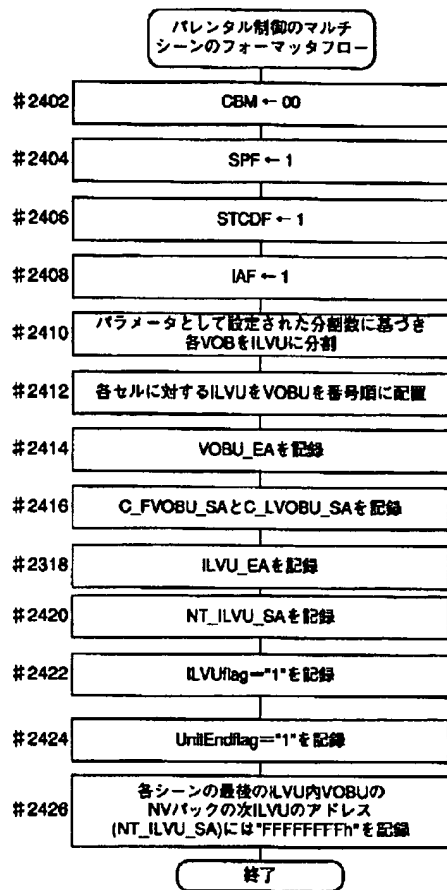 パレンタル制御のマルチ
シーンのフォーマッタフロー
#2402
CBM ← 00
#2404
SPF ← 1
#2406
STCDF ← 1
#2408
IAF ← 1
#2410
パラメータとして設定された分割数に基づき
各VOBをILVUに分割
#2412
各セルに対するILVUをVOBUを番号順に配置
#2414
VOBU_EAを記録
#2416
C_FVOBU_SAとC_LVOBU_SAを記録
#2318
ILVU_EAを記録
#2420
NT_ILVU_SAを記録
#2422
ILVUflag="1"を記録
#2424
UnitEndflag="1"を記録
#2426
各シーンの最後のILVU内VOBUの
NVパックの次ILVUのアドレス
(NT_ILVU_SA)には"FFFFFFFFh"を記録
終了